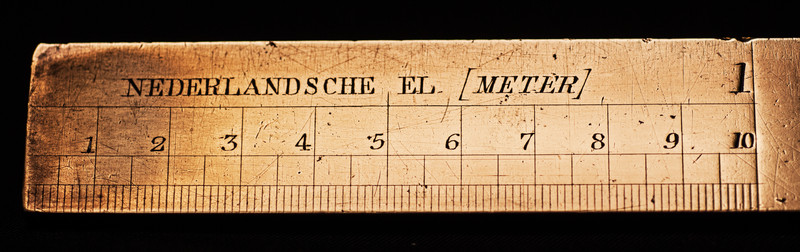 NEDERLANDSCHE EL [METER] 1
1 2 3 4 5 6 7 8 9 10